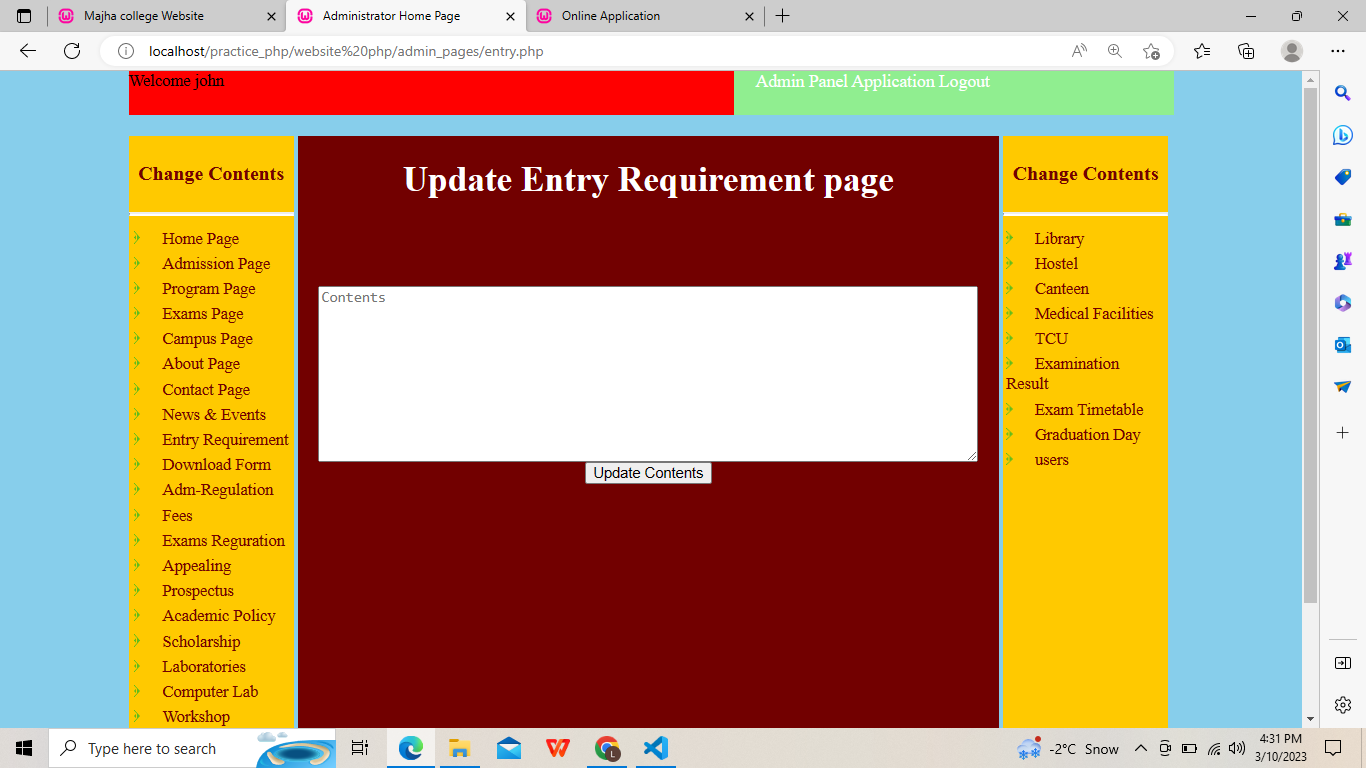 Majha college Website
Administrator Home Page
Online Application
localhost/practice_php/website%20php/admin_pages/entry.php
Welcome john
Admin Panel Application Logout
Change Contents
Home Page
Admission Page
Program Page
Exams Page
Campus Page
About Page
Contact Page
News & Events
Entry Requirement
Download Form
Adm-Regulation
Fees
Exams Reguration
Appealing
Prospectus
Academic Policy
Scholarship
Laboratories
Computer Lab
Workshop
Update Entry Requirement page
Contents
Update Contents
Change Contents
Library
Hostel
Canteen
Medical Facilities
TCU
Examination
Result
Exam Timetable
Graduation Day
users
Type here to search
L
-2°C Snow
4:31 PM
3/10/2023